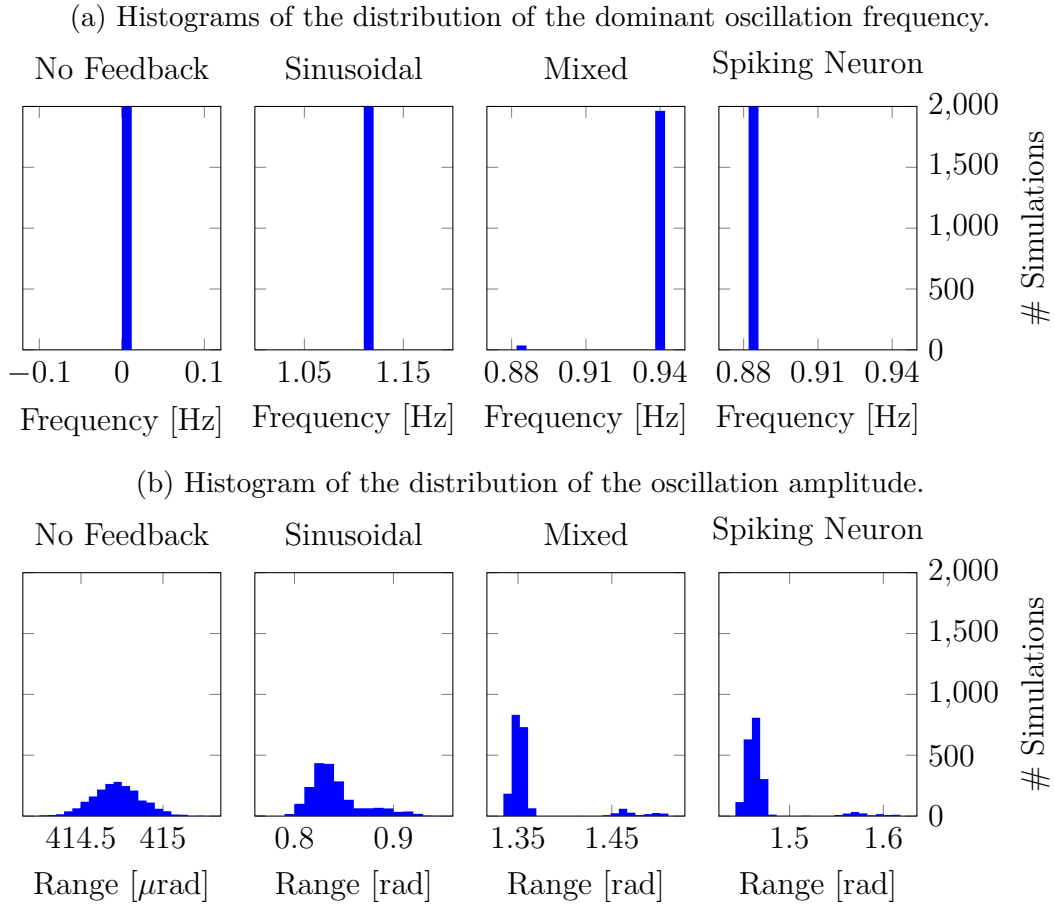 (a) Histograms of the distribution of the dominant oscillation frequency.
No Feedback Sinusoidal Mixed Spiking Neuron
2,000
1,500
1,000
500
0
# Simulations
−0.1 0 0.1 1.05 1.15 0.88 0.91 0.94 0.88 0.91 0.94
Frequency [Hz] Frequency [Hz] Frequency [Hz] Frequency [Hz]
(b) Histogram of the distribution of the oscillation amplitude.
No Feedback Sinusoidal Mixed Spiking Neuron
2,000
1,500
1,000
500
0
# Simulations
414.5 415 0.8 0.9 1.35 1.45 1.5 1.6
Range [μrad] Range [rad] Range [rad] Range [rad]